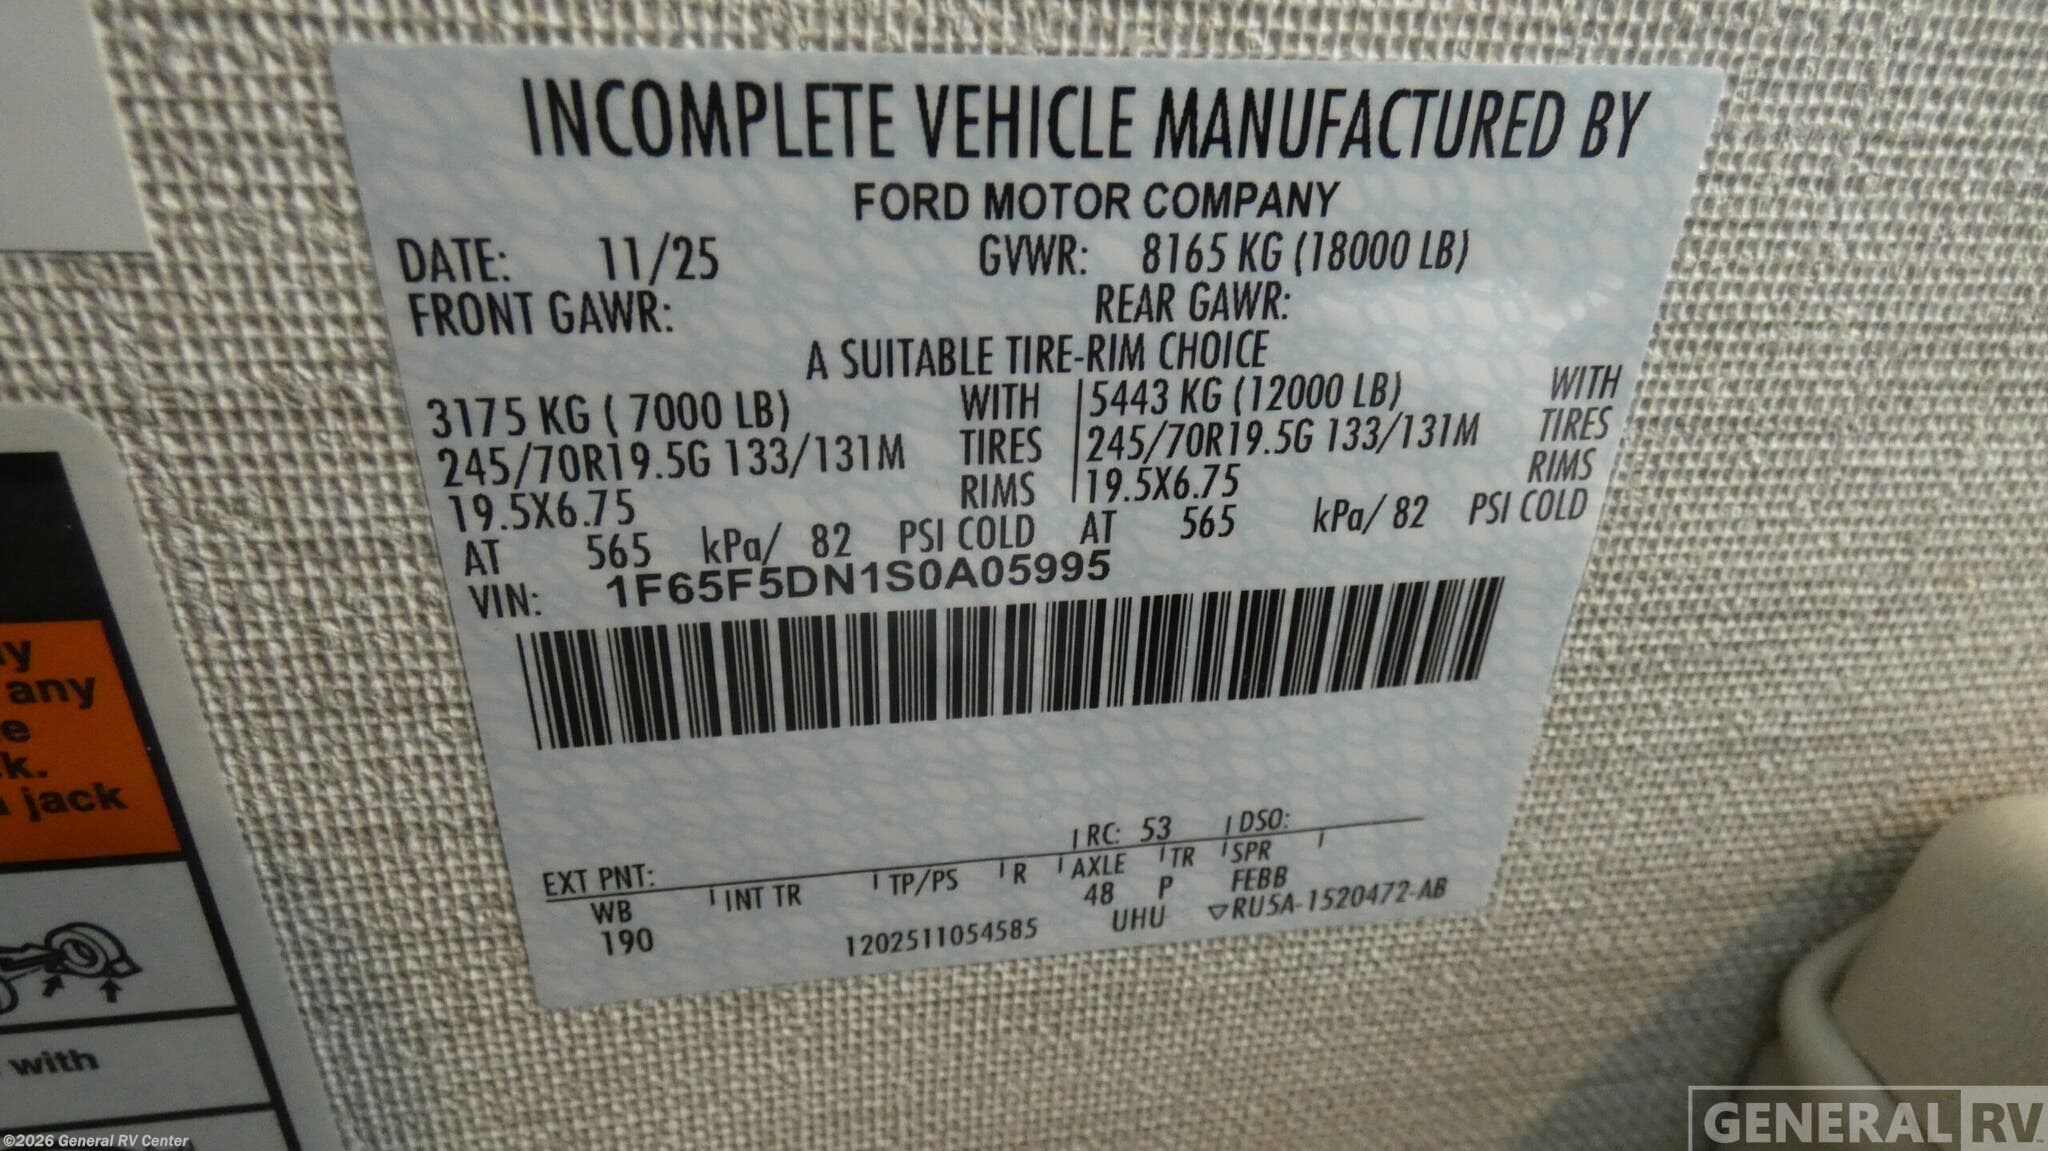 INCOMPLETE VEHICLE MANUFACTURED BY
FORD MOTOR COMPANY
DATE: 11/25 GVWR: 8165 KG (18000 LB)
FRONT GAWR: REAR GAWR:
A SUITABLE TIRE-RIM CHOICE
3175 KG ( 7000 LB) WITH 5443 KG (12000 LB) WITH
245/70R19.5G 133/131M TIRES 245/70R19.5G 133/131M TIRES
19.5X6.75 RIMS 19.5X6.75 RIMS
AT 565 kPa/ 82 PSI COLD AT 565 kPa/ 82 PSI COLD
VIN: 1F65F5DN1S0A05995
EXT PNT: RC: 53 DSO:
WB INT TR TP/PS R AXLE TR SPR
190 48 P FEBB
1202511054585 UHU ▽RU5A-1520472-AB
any
k.
jack
with
©2026 General RV Center
GENERAL RV